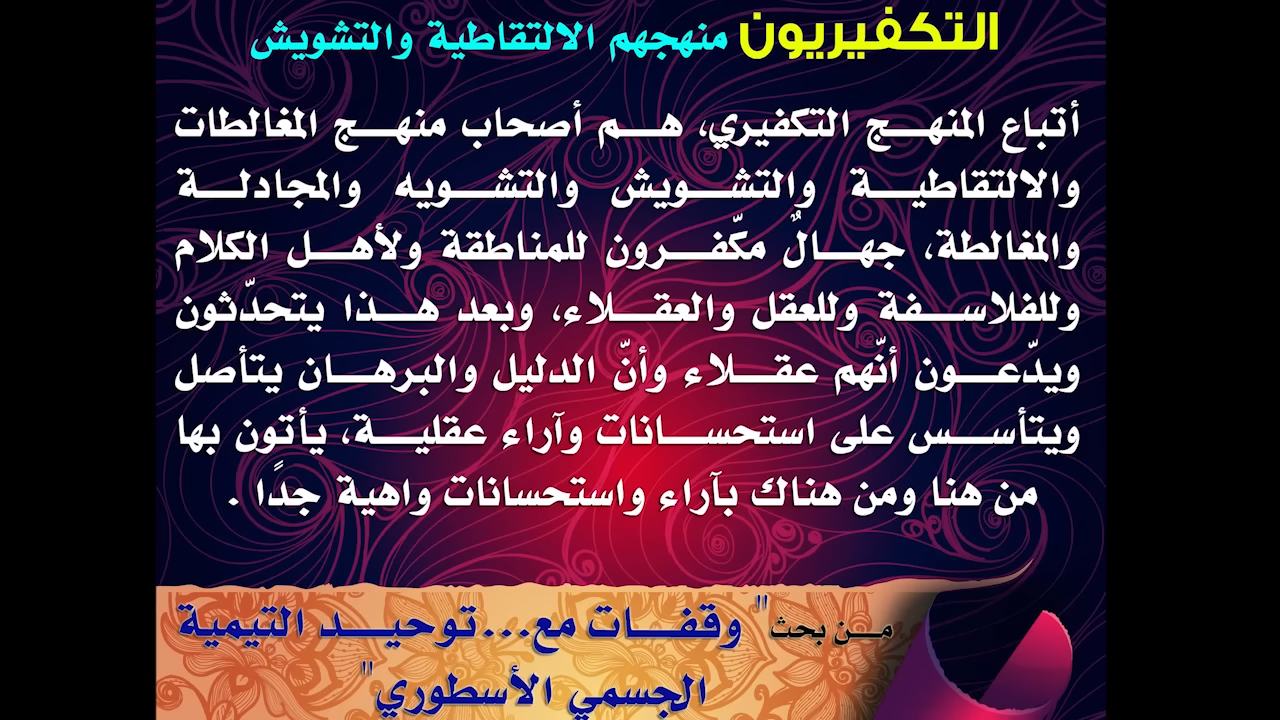 التكفيريون منهجهم الالتقاطية والتشويش
أتباع المنهج التكفيري، هم أصحاب منهج المغالطات
والالتقاطية والتشويش والتشويه والمجادلة
والمغالطة، جهالٌ مكّفرون للمناطقة ولأهل الكلام
وللفلاسفة وللعقل والعقلاء، وبعد هذا يتحدّثون
ويدّعون أنّهم عقلاء وأنّ الدليل والبرهان يتأصل
ويتأسس على استحسانات وآراء عقلية، يأتون بها
من هنا ومن هناك بآراء واستحسانات واهية جدًا .
من بحث " وقفات مع...توحيد التيمية
الجسمي الأسطوري"